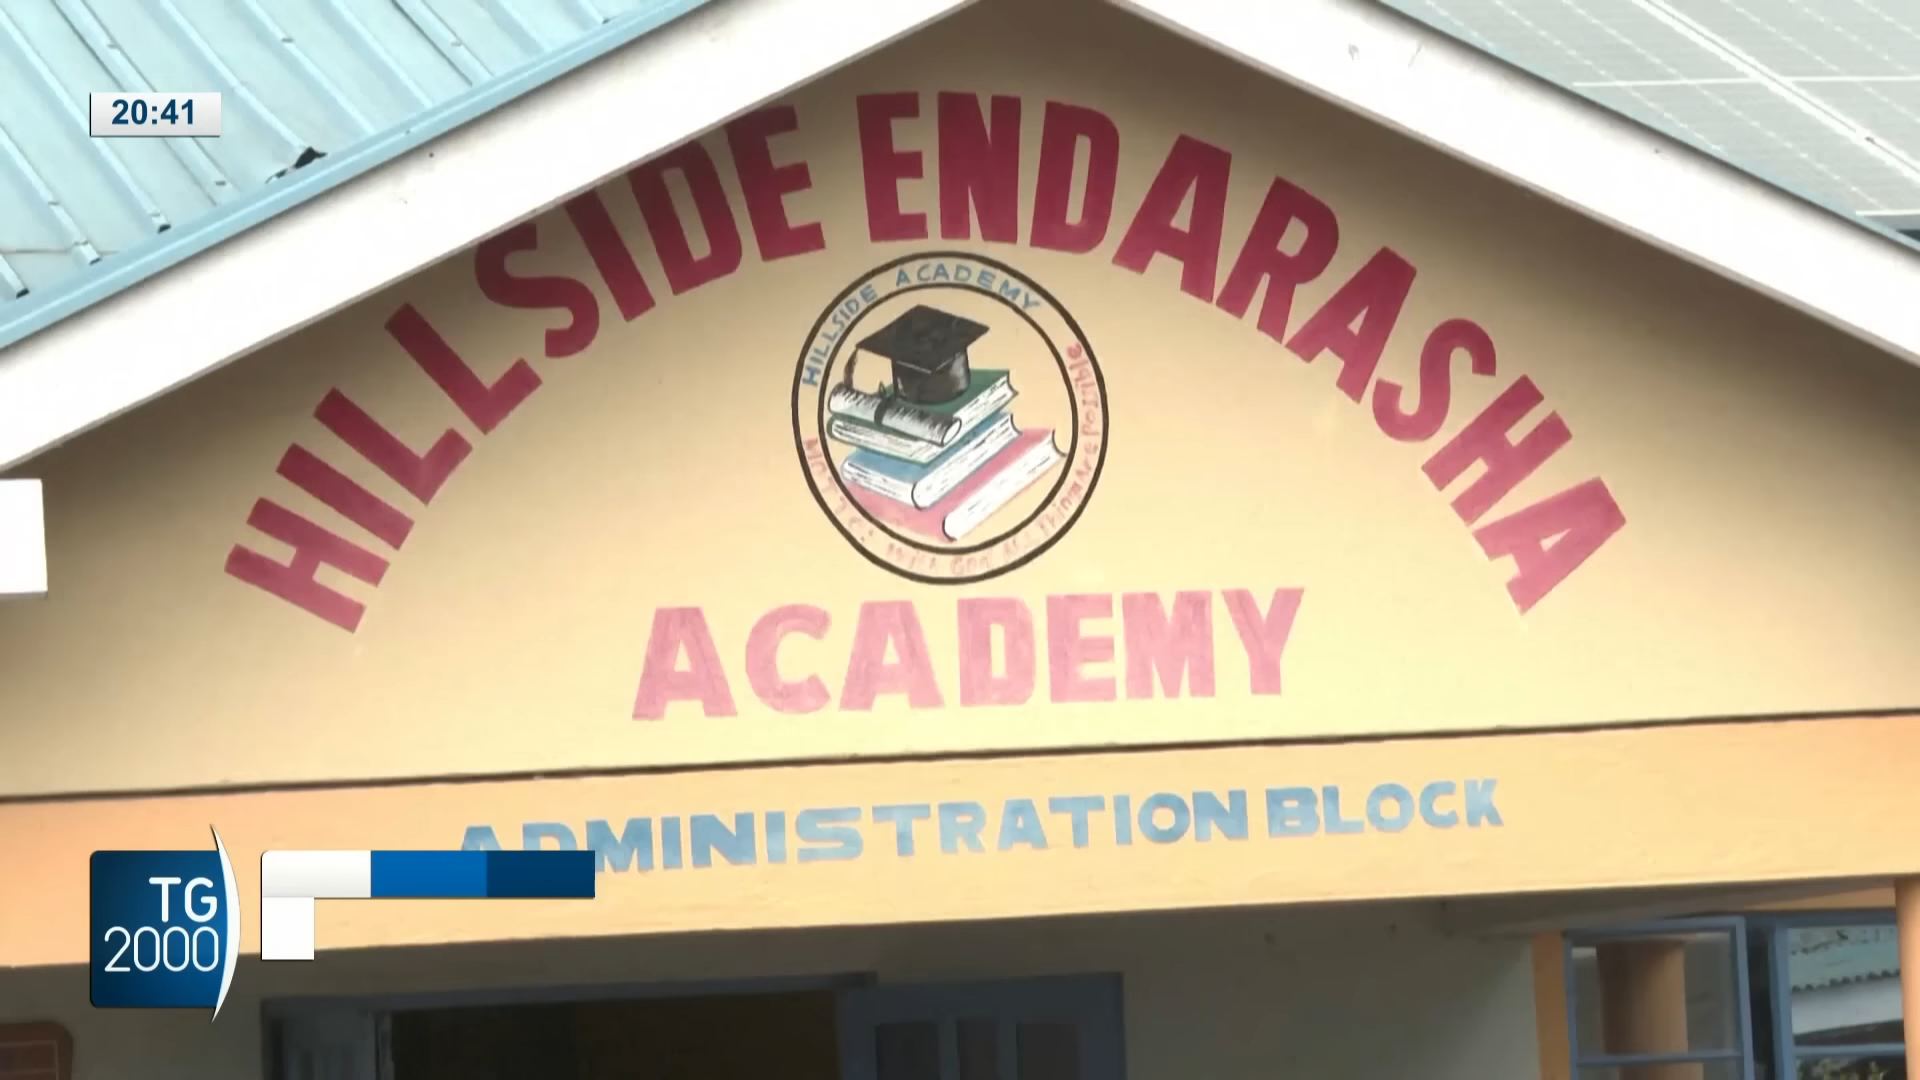 20:41
HILLSIDE ENDARASHA
HILLSIDE ACADEMY
ACADEMY
ADMINISTRATION BLOCK
TG
2000